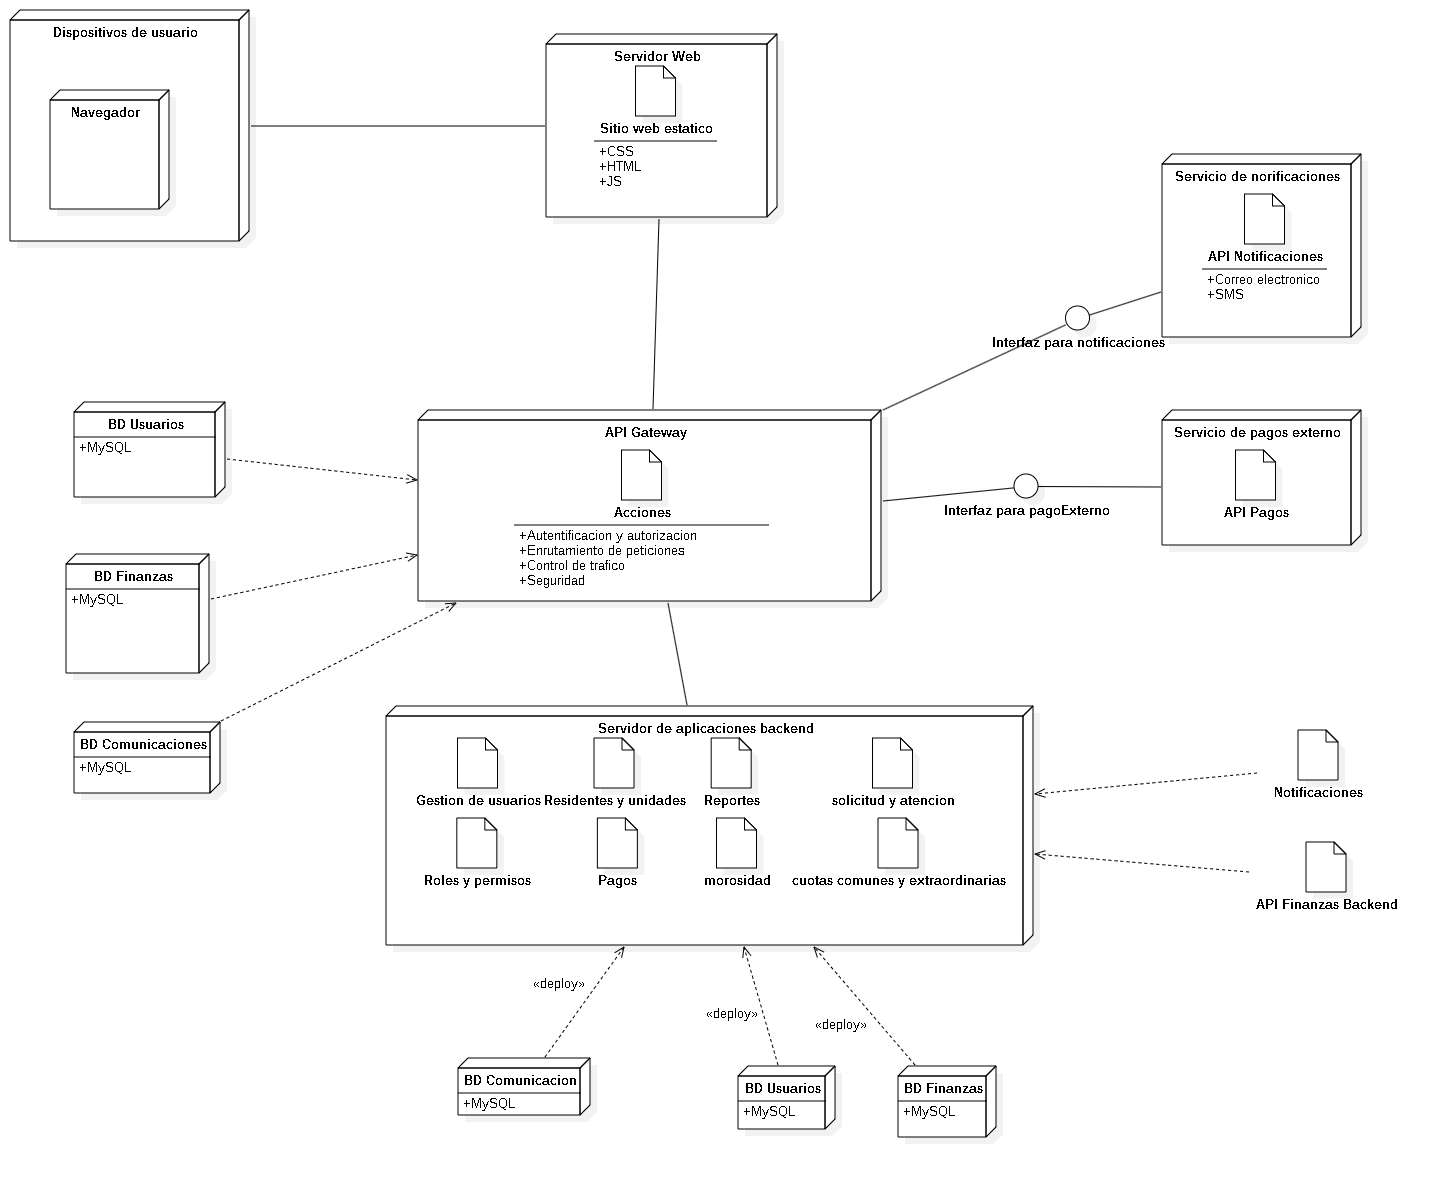 Dispositivos de usuario
Navegador
Servidor Web
Sitio web estatico
+CSS
+HTML
+JS
Servicio de norificaciones
API Notificaciones
+Correo electronico
+SMS
Interfaz para notificaciones
BD Usuarios
+MySQL
API Gateway
Acciones
+Autentificacion y autorizacion
+Enrutamiento de peticiones
+Control de trafico
+Seguridad
Servicio de pagos externo
API Pagos
Interfaz para pagoExterno
BD Finanzas
+MySQL
BD Comunicaciones
+MySQL
Servidor de aplicaciones backend
Gestion de usuarios
Residentes y unidades
Reportes
solicitud y atencion
Roles y permisos
Pagos
morosidad
cuotas comunes y extraordinarias
Notificaciones
API Finanzas Backend
«deploy»
«deploy»
«deploy»
BD Comunicacion
+MySQL
BD Usuarios
+MySQL
BD Finanzas
+MySQL